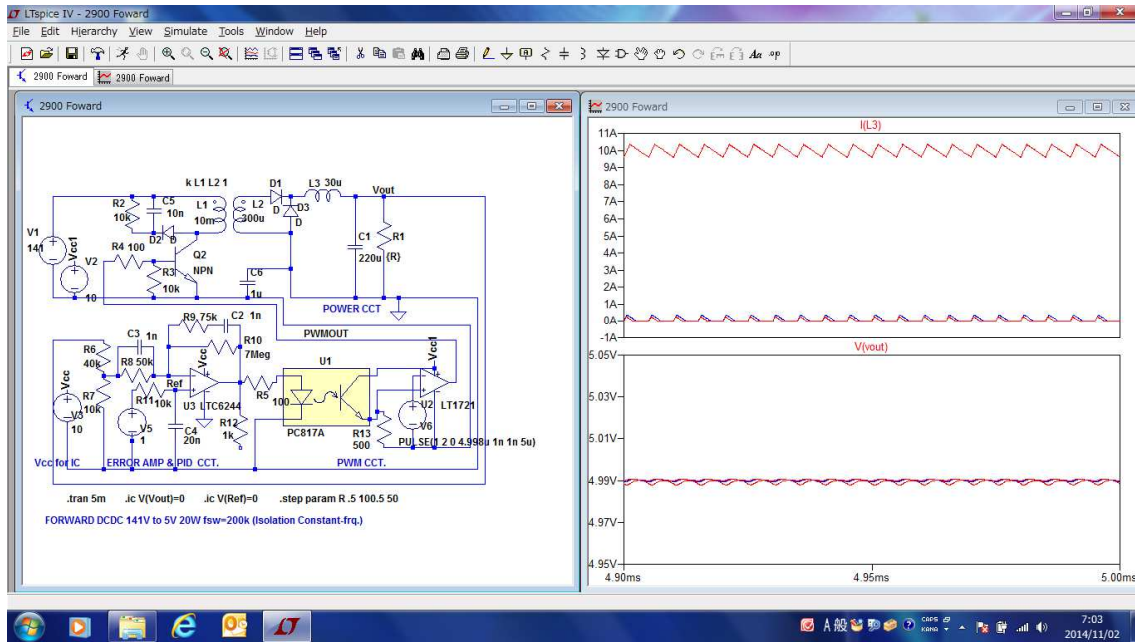 LTspice IV - 2900 Foward
File Edit Hierarchy View Simulate Tools Window Help
Aa .op
2900 Foward
2900 Foward
2900 Foward
k L1 L2 1
D1
L3 30u
Vout
R2
10k
C5
10n
L1
10m
L2
300u
D
D3
D
D2
D
V1
141
Vcc1
V2
10
R4 100
Q2
NPN
R3
10k
C6
1u
C1
220u
R1
{R}
POWER CCT
R9 75k
C2 1n
PWMOUT
R10
7Meg
C3 1n
R6
40k
R8 50k
Vcc
Vcc
Ref
R7
10k
R11
10k
U3 LTC6244
R5
100
U1
PC817A
Vcc1
U2
LT1721
V3
10
V5
1
C4
20n
R12
1k
R13
500
V6
PULSE(1 2 0 4.998u 1n 1n 5u)
Vcc for IC
ERROR AMP & PID CCT.
PWM CCT.
.tran 5m
.ic V(Vout)=0
.ic V(Ref)=0
.step param R .5 100.5 50
FORWARD DCDC 141V to 5V 20W fsw=200k (Isolation Constant-frq.)
2900 Foward
I(L3)
11A
10A
9A
8A
7A
6A
5A
4A
3A
2A
1A
0A
-1A
V(vout)
5.05V
5.03V
5.01V
4.99V
4.97V
4.95V
4.90ms
4.95ms
5.00ms
A 般
CAPS
KANA
7:03
2014/11/02